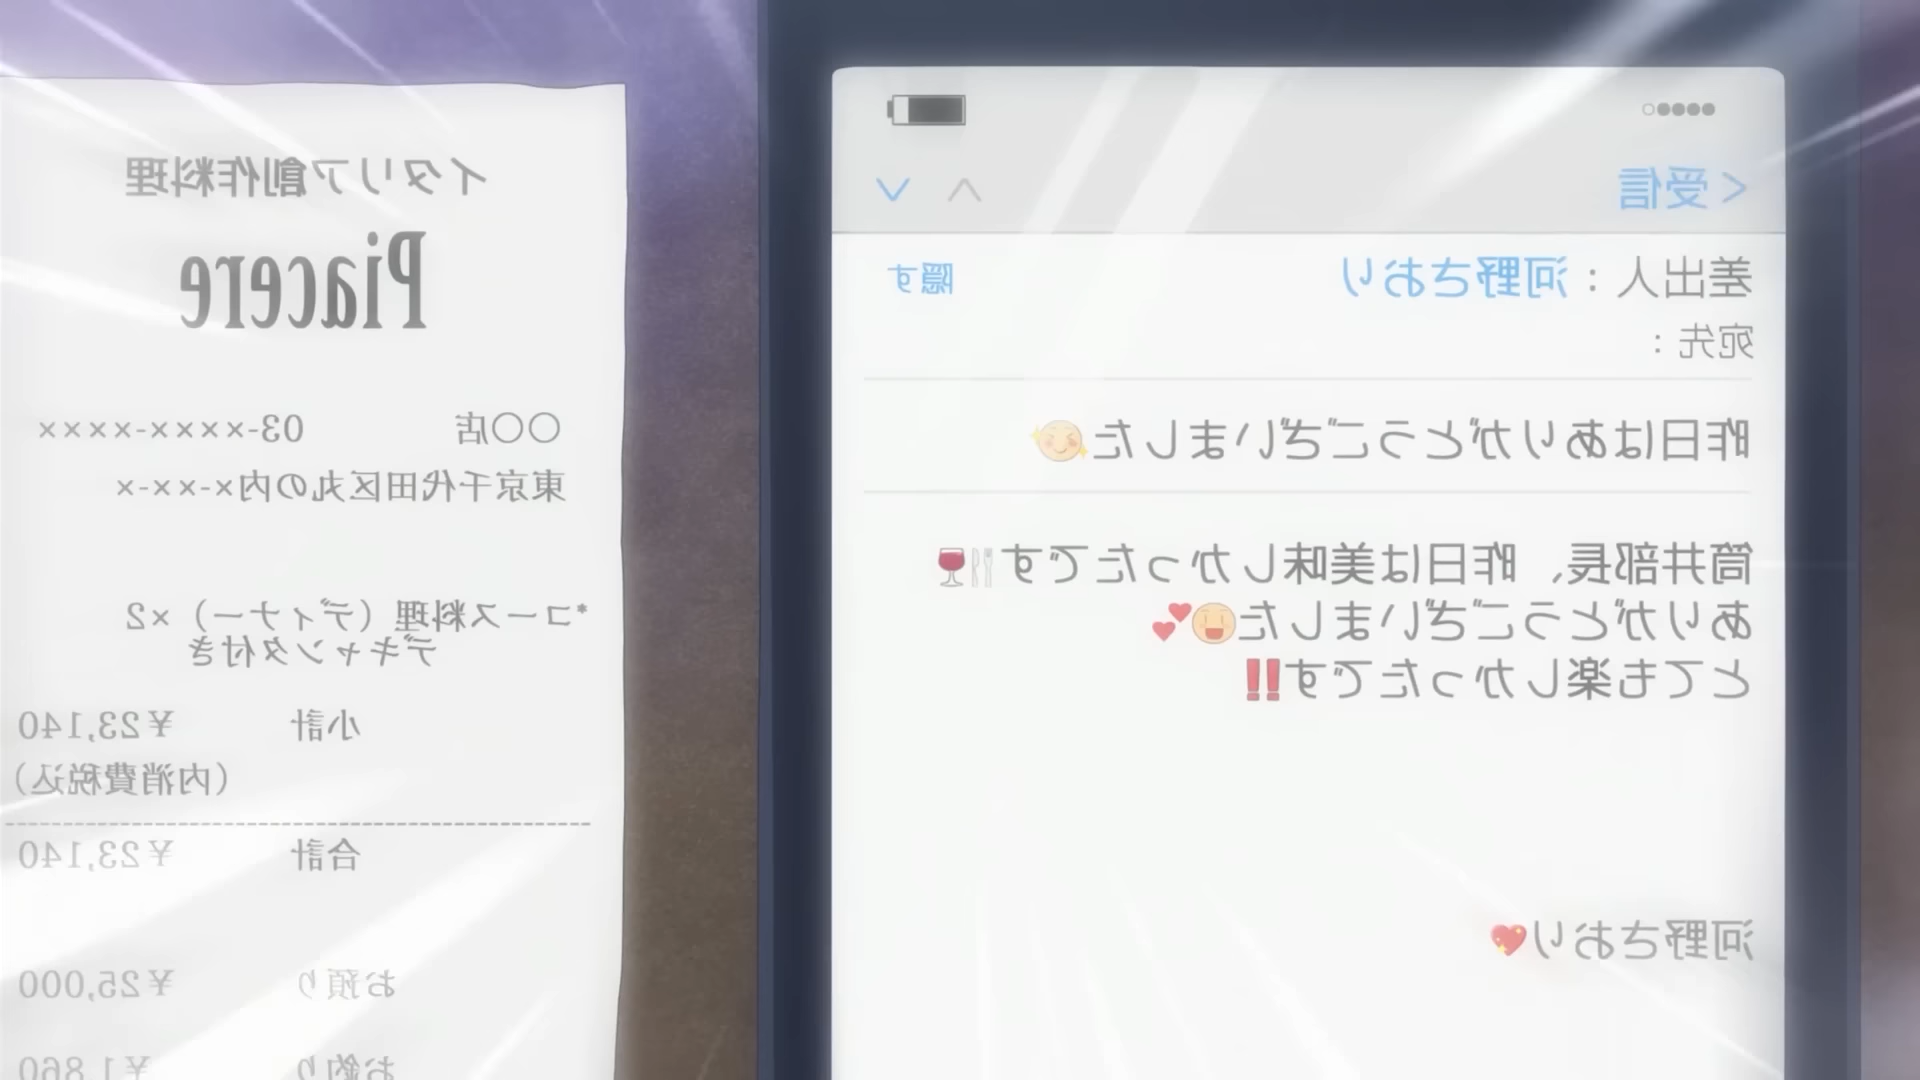 < 受信
差出人：河野さおり 隠す
宛先：
昨日はありがとうございました😆
筒井部長、昨日は美味しかったです🍴🍷
ありがとうございました😃💕
とても楽しかったです‼
河野さおり💖
イタリア創作料理
Piacere
〇〇〇店 03-××××-××××
東京千代田区丸の内×-××-×
*コース料理（ディナー）×2
デキャンタ付き
小計 ￥23,140
（内消費税込）
合計 ￥23,140
お預り ￥25,000
お釣り ￥1,860